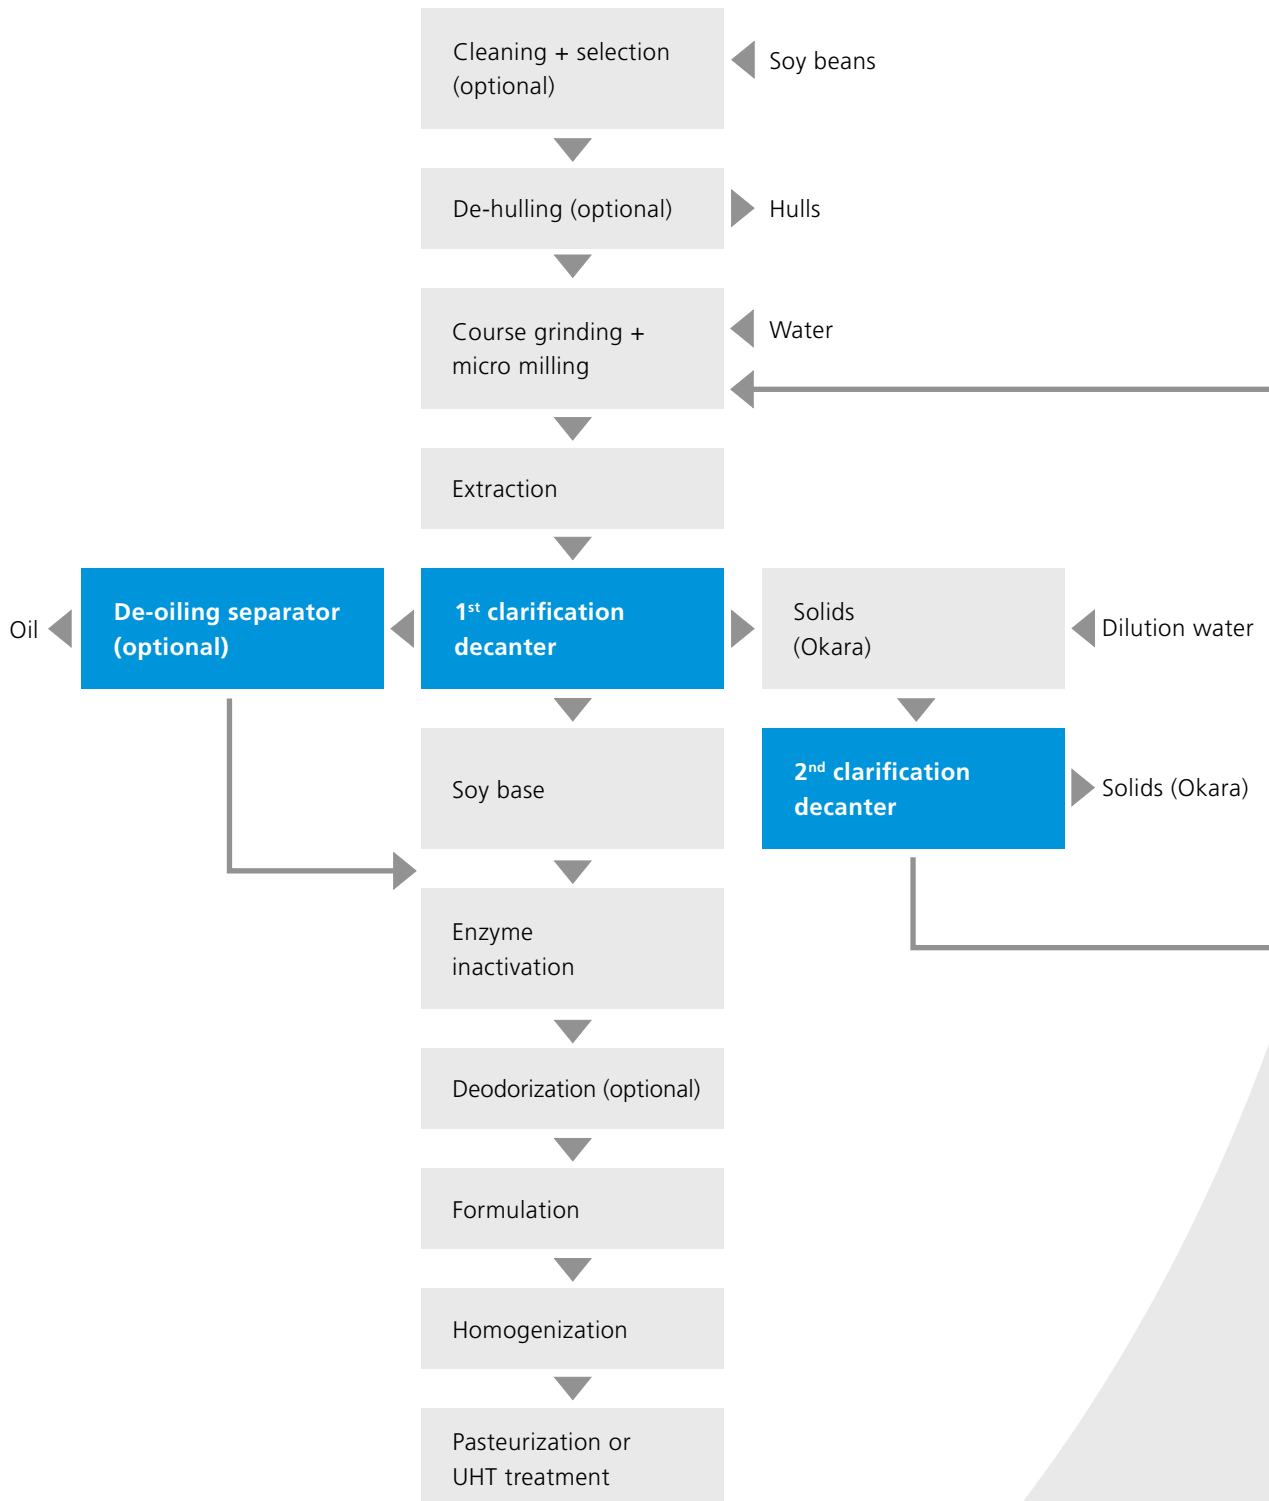 Cleaning + selection
(optional)
Soy beans
De-hulling (optional)
Hulls
Course grinding +
micro milling
Water
Extraction
Oil
De-oiling separator
(optional)
1st clarification
decanter
Solids
(Okara)
Dilution water
Soy base
2nd clarification
decanter
Solids (Okara)
Enzyme
inactivation
Deodorization (optional)
Formulation
Homogenization
Pasteurization or
UHT treatment